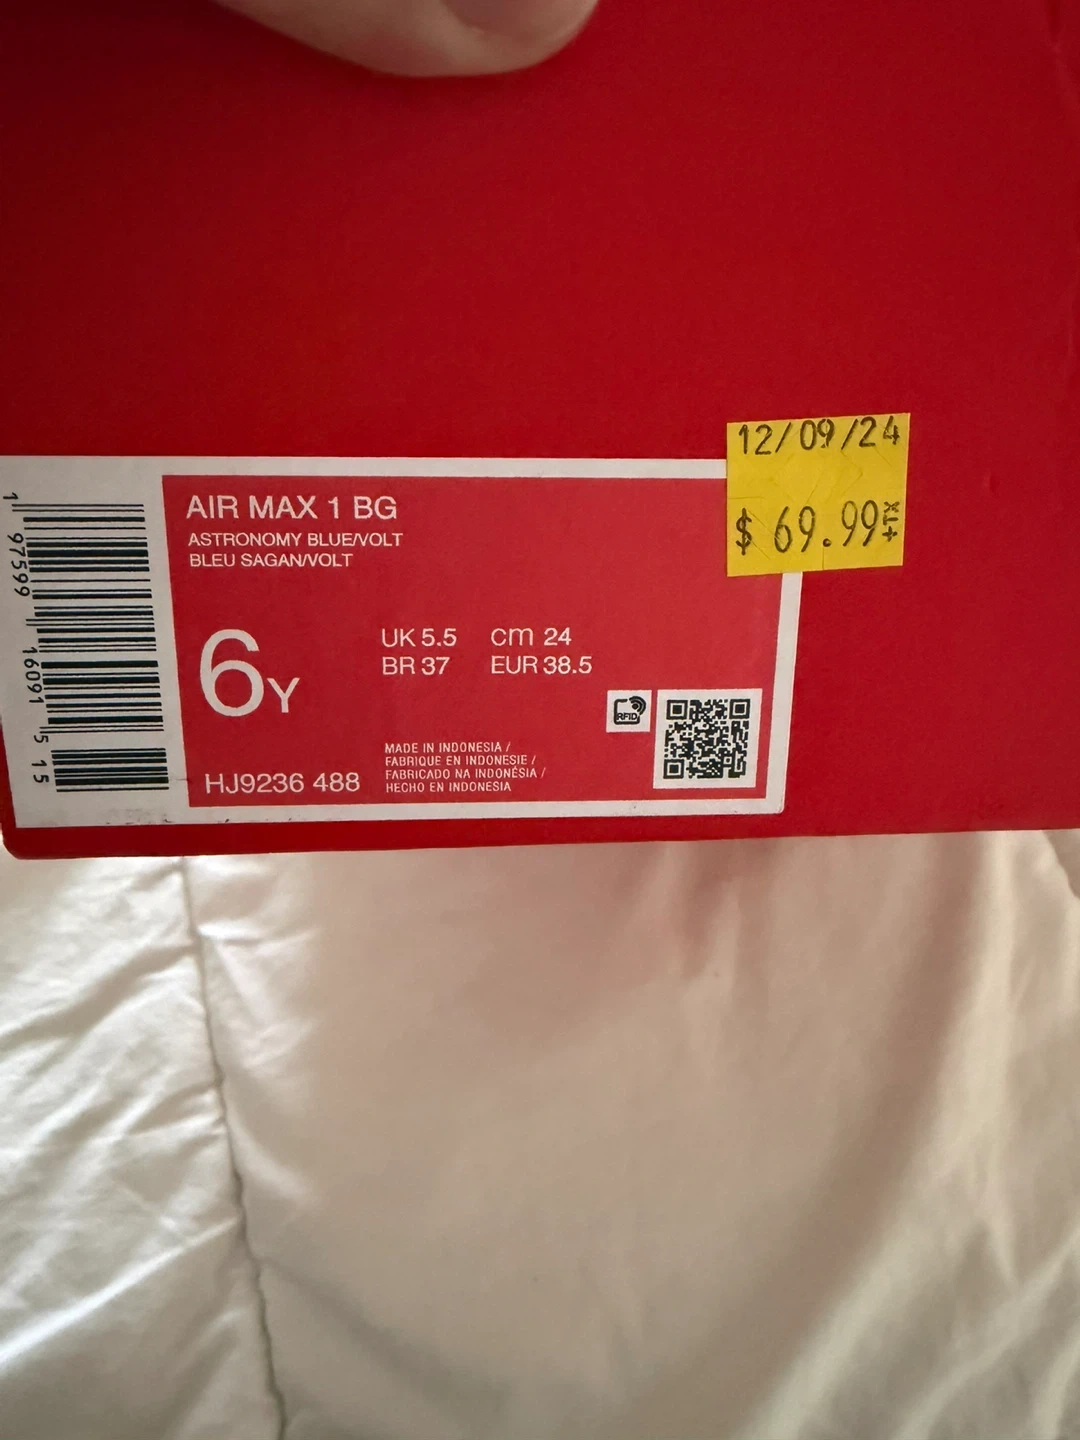 12/09/24
$ 69.99+TX
AIR MAX 1 BG
ASTRONOMY BLUE/VOLT
BLEU SAGAN/VOLT
6Y
UK 5.5 cm 24
BR 37 EUR 38.5
RFID
MADE IN INDONESIA /
FABRIQUE EN INDONESIE /
FABRICADO NA INDONÉSIA /
HECHO EN INDONESIA
HJ9236 488
1 97599 16091 5 15